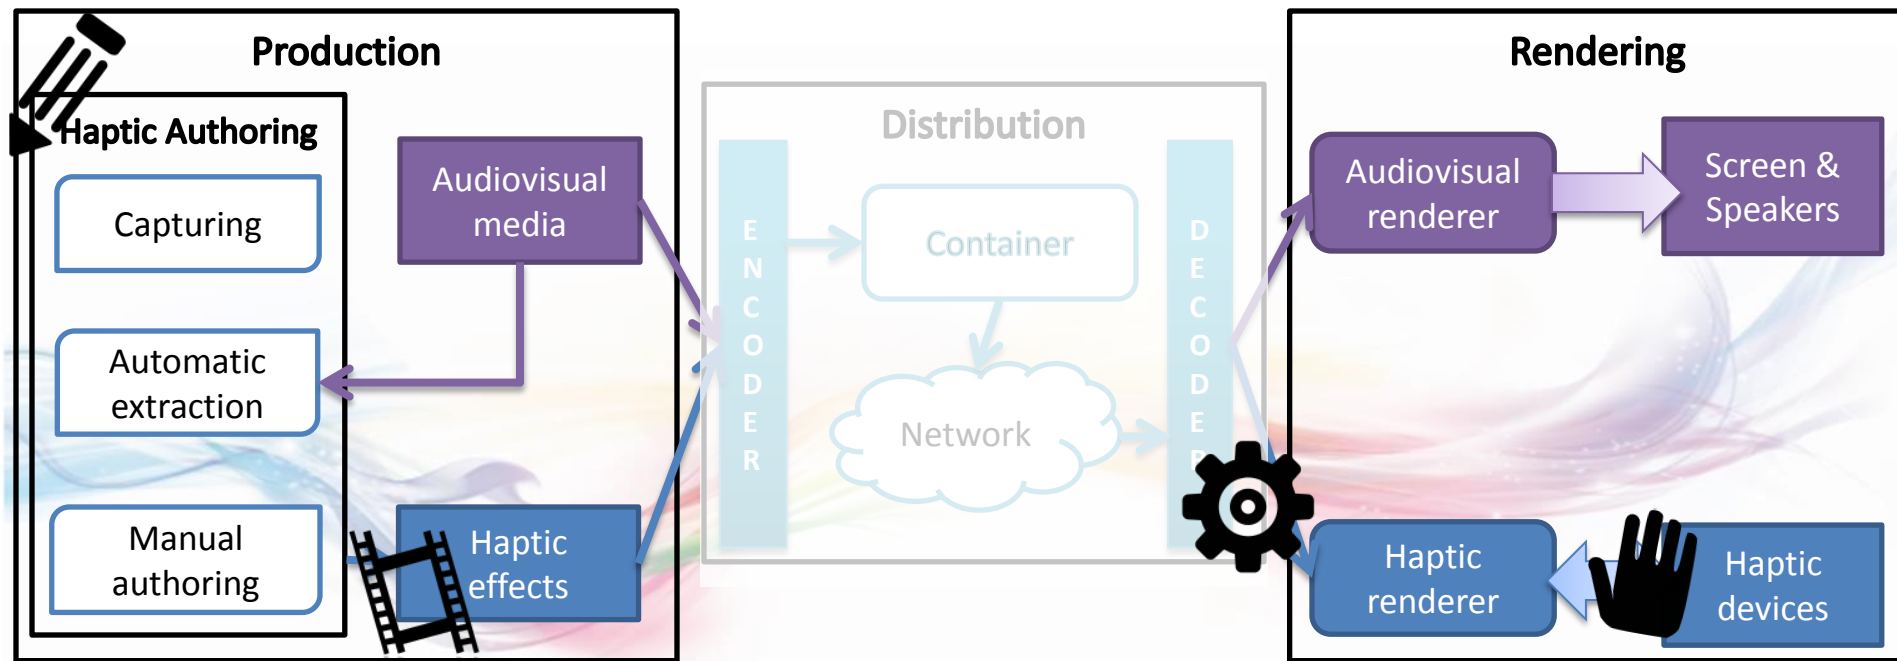 Production
Haptic Authoring
Capturing
Automatic
extraction
Manual
authoring
Audiovisual
media
Haptic
effects
Distribution
ENCODER
Container
Network
DECODER
Rendering
Audiovisual
renderer
Screen &
Speakers
Haptic
renderer
Haptic
devices